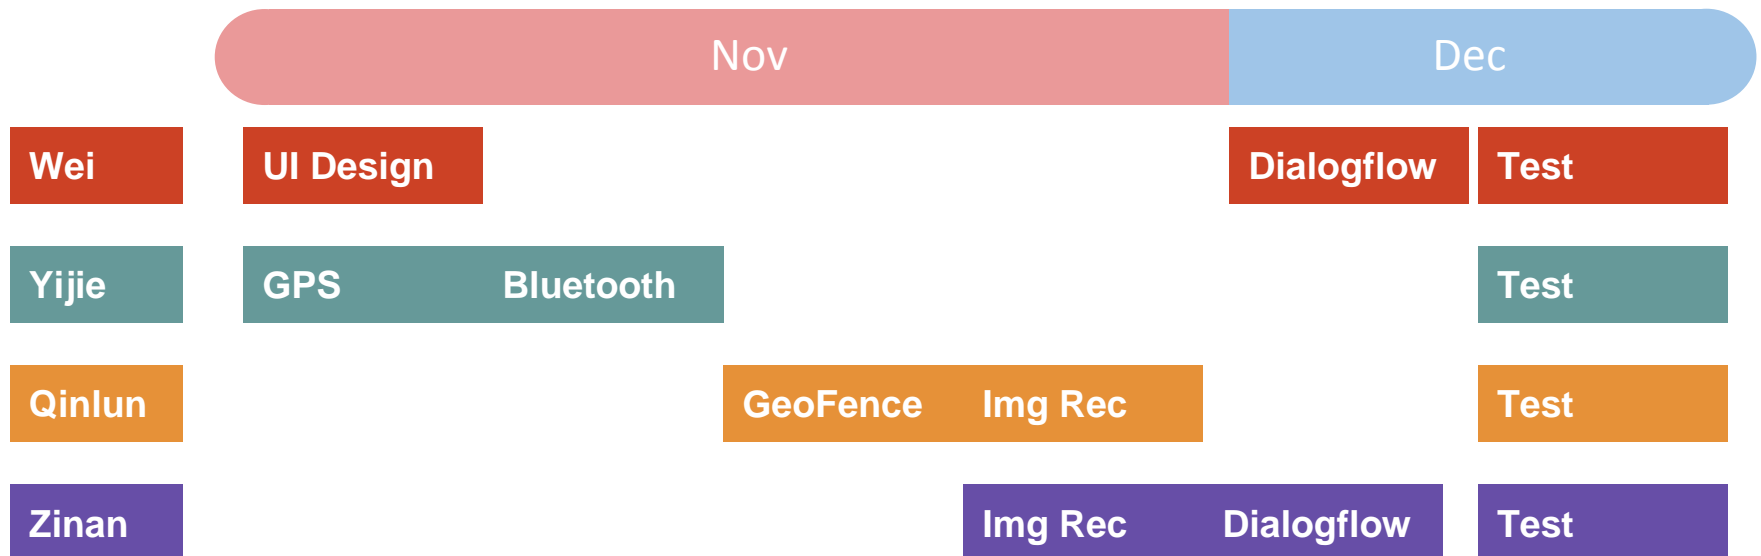 Nov Dec
Wei UI Design Dialogflow Test
Yijie GPS Bluetooth Test
Qinlun GeoFence Img Rec Test
Zinan Img Rec Dialogflow Test